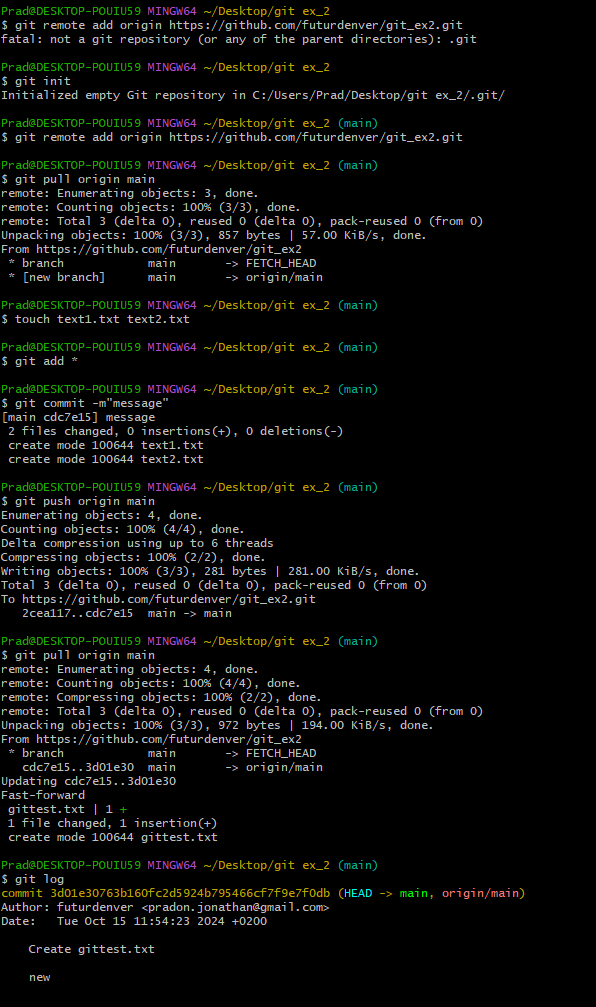 Prad@DESKTOP-POUIU59 MINGW64 ~/Desktop/git ex_2
$ git remote add origin https://github.com/futurdenver/git_ex2.git
fatal: not a git repository (or any of the parent directories): .git
Prad@DESKTOP-POUIU59 MINGW64 ~/Desktop/git ex_2
$ git init
Initialized empty Git repository in C:/Users/Prad/Desktop/git ex_2/.git/
Prad@DESKTOP-POUIU59 MINGW64 ~/Desktop/git ex_2 (main)
$ git remote add origin https://github.com/futurdenver/git_ex2.git
Prad@DESKTOP-POUIU59 MINGW64 ~/Desktop/git ex_2 (main)
$ git pull origin main
remote: Enumerating objects: 3, done.
remote: Counting objects: 100% (3/3), done.
remote: Total 3 (delta 0), reused 0 (delta 0), pack-reused 0 (from 0)
Unpacking objects: 100% (3/3), 857 bytes | 57.00 KiB/s, done.
From https://github.com/futurdenver/git_ex2
 * branch            main       -> FETCH_HEAD
 * [new branch]      main       -> origin/main
Prad@DESKTOP-POUIU59 MINGW64 ~/Desktop/git ex_2 (main)
$ touch text1.txt text2.txt
Prad@DESKTOP-POUIU59 MINGW64 ~/Desktop/git ex_2 (main)
$ git add *
Prad@DESKTOP-POUIU59 MINGW64 ~/Desktop/git ex_2 (main)
$ git commit -m"message"
[main cdc7e15] message
 2 files changed, 0 insertions(+), 0 deletions(-)
 create mode 100644 text1.txt
 create mode 100644 text2.txt
Prad@DESKTOP-POUIU59 MINGW64 ~/Desktop/git ex_2 (main)
$ git push origin main
Enumerating objects: 4, done.
Counting objects: 100% (4/4), done.
Delta compression using up to 6 threads
Compressing objects: 100% (2/2), done.
Writing objects: 100% (3/3), 281 bytes | 281.00 KiB/s, done.
Total 3 (delta 0), reused 0 (delta 0), pack-reused 0 (from 0)
To https://github.com/futurdenver/git_ex2.git
   2cea117..cdc7e15  main -> main
Prad@DESKTOP-POUIU59 MINGW64 ~/Desktop/git ex_2 (main)
$ git pull origin main
remote: Enumerating objects: 4, done.
remote: Counting objects: 100% (4/4), done.
remote: Compressing objects: 100% (2/2), done.
remote: Total 3 (delta 0), reused 0 (delta 0), pack-reused 0 (from 0)
Unpacking objects: 100% (3/3), 972 bytes | 194.00 KiB/s, done.
From https://github.com/futurdenver/git_ex2
 * branch            main       -> FETCH_HEAD
   cdc7e15..3d01e30  main       -> origin/main
Updating cdc7e15..3d01e30
Fast-forward
 gittest.txt | 1 +
 1 file changed, 1 insertion(+)
 create mode 100644 gittest.txt
Prad@DESKTOP-POUIU59 MINGW64 ~/Desktop/git ex_2 (main)
$ git log
commit 3d01e30763b160fc2d5924b795466cf7f9e7f0db (HEAD -> main, origin/main)
Author: futurdenver <pradon.jonathan@gmail.com>
Date:   Tue Oct 15 11:54:23 2024 +0200
    Create gittest.txt
    new